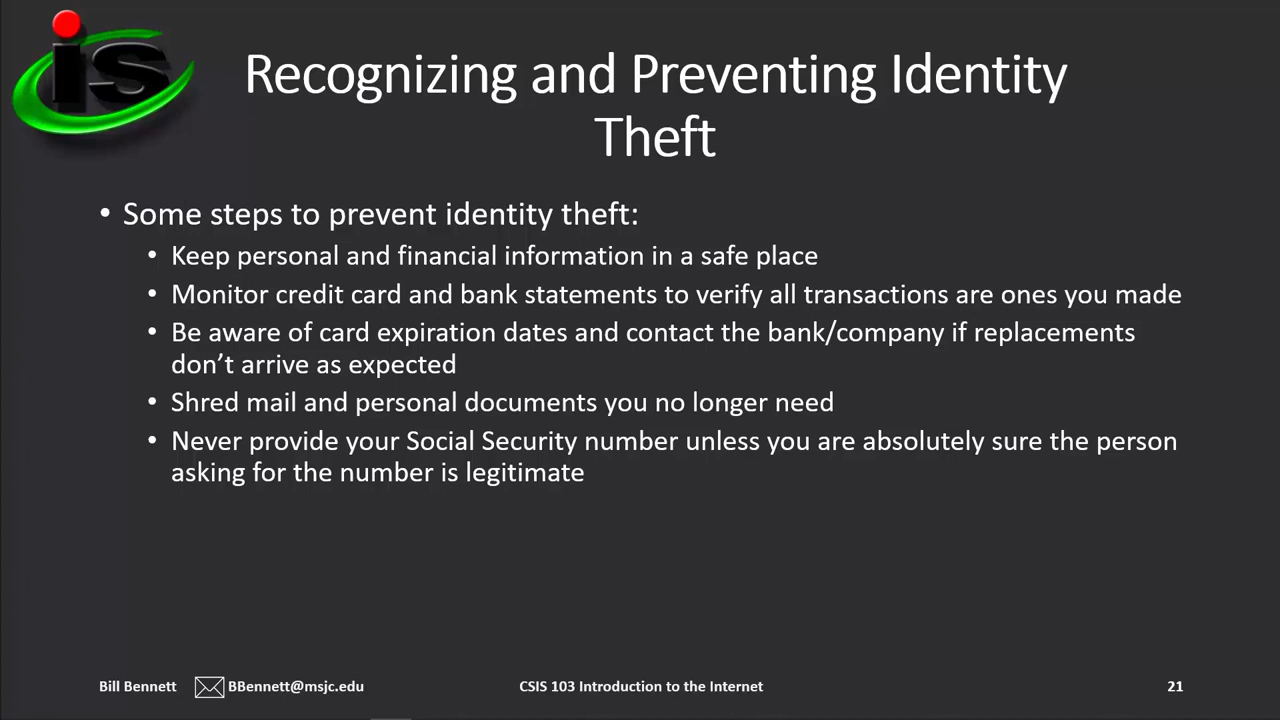 is
Recognizing and Preventing Identity
Theft
• Some steps to prevent identity theft:
• Keep personal and financial information in a safe place
• Monitor credit card and bank statements to verify all transactions are ones you made
• Be aware of card expiration dates and contact the bank/company if replacements
don’t arrive as expected
• Shred mail and personal documents you no longer need
• Never provide your Social Security number unless you are absolutely sure the person
asking for the number is legitimate
Bill Bennett BBennett@msjc.edu CSIS 103 Introduction to the Internet 21